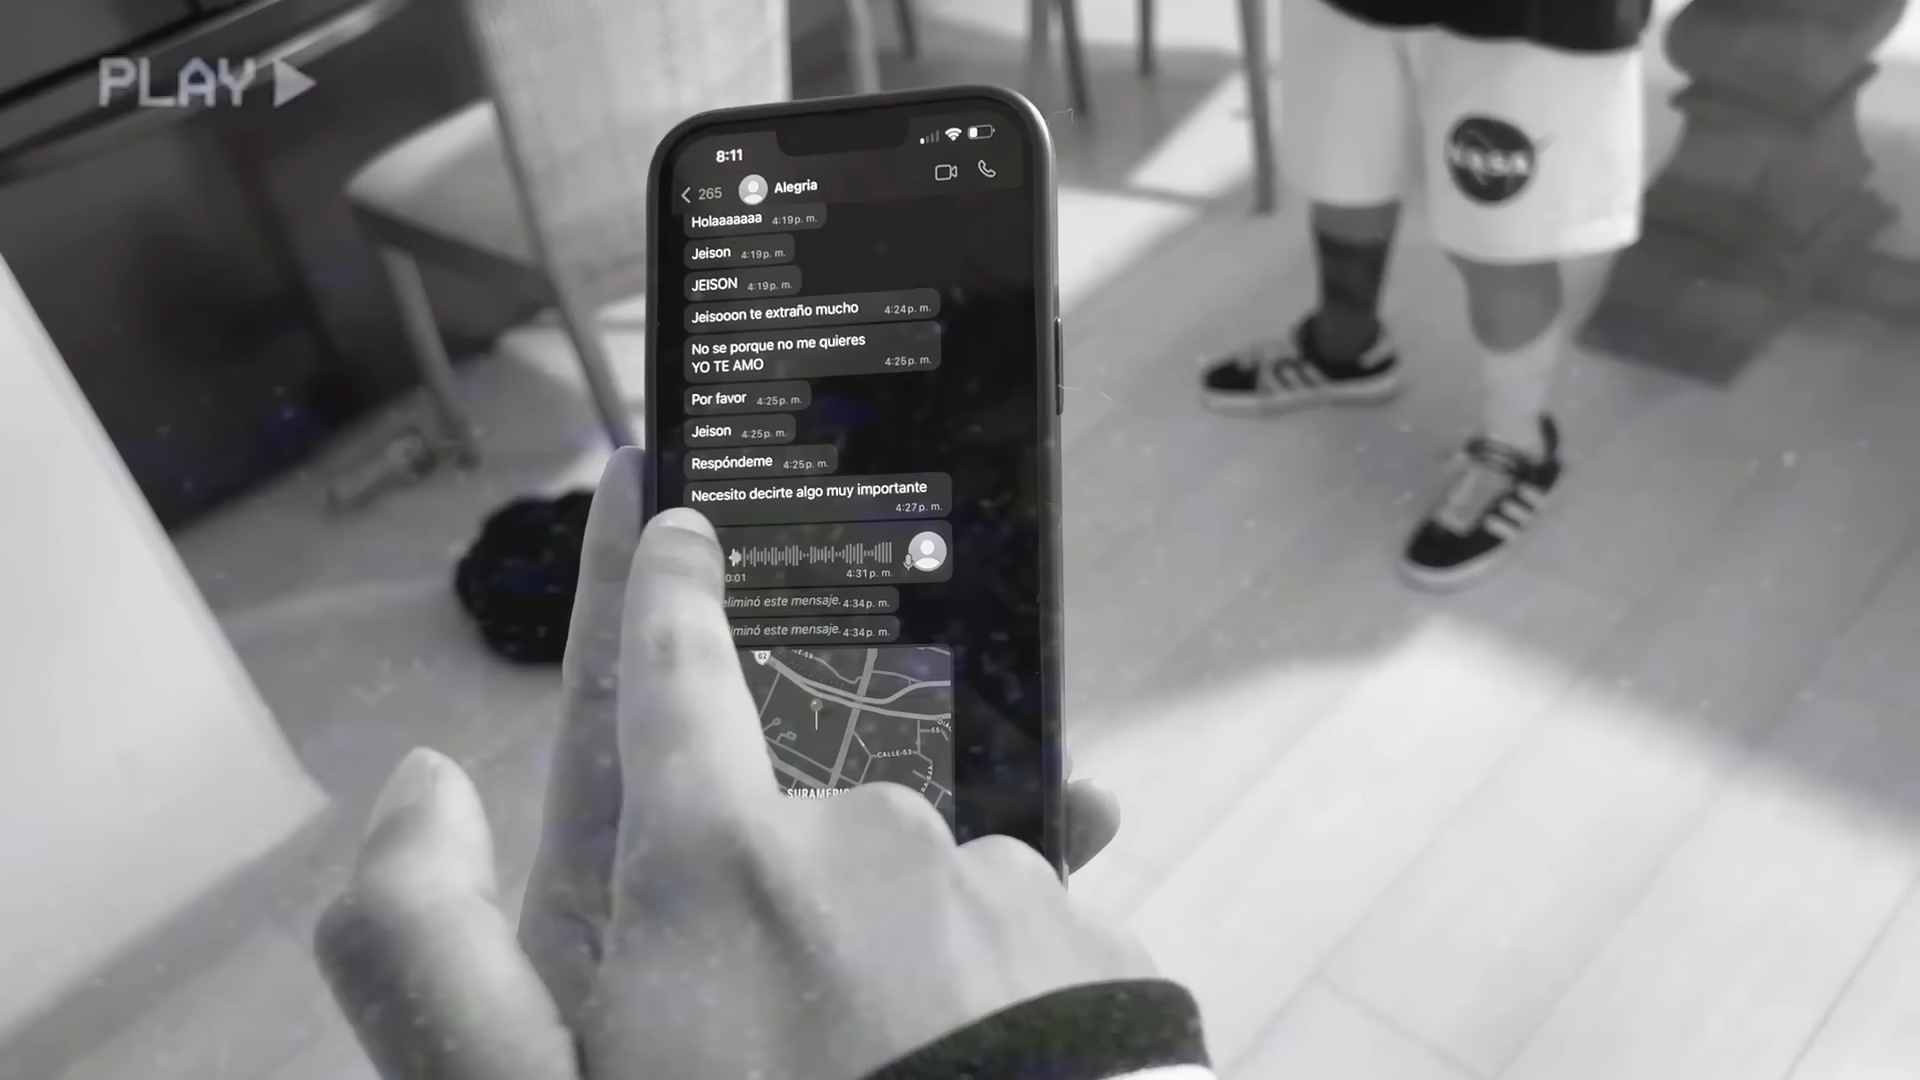 PLAY
8:11
265
Alegria
Holaaaaaaa 4:19 p. m.
Jeison 4:19 p. m.
JEISON 4:19 p. m.
Jeisooon te extraño mucho 4:24 p. m.
No se porque no me quieres
YO TE AMO 4:25 p. m.
Por favor 4:25 p. m.
Jeison 4:25 p. m.
Respóndeme 4:25 p. m.
Necesito decirte algo muy importante
4:27 p. m.
0:01 4:31 p. m.
eliminó este mensaje. 4:34 p. m.
liminó este mensaje. 4:34 p. m.
62
CALLE-53
NASA